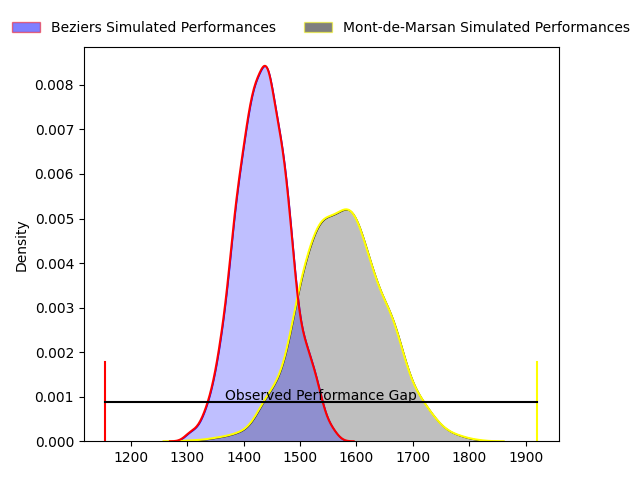 Beziers Simulated Performances
Mont-de-Marsan Simulated Performances
0.008
0.007
0.006
0.005
0.004
0.003
0.002
0.001
0.000
Density
Observed Performance Gap
1200 1300 1400 1500 1600 1700 1800 1900